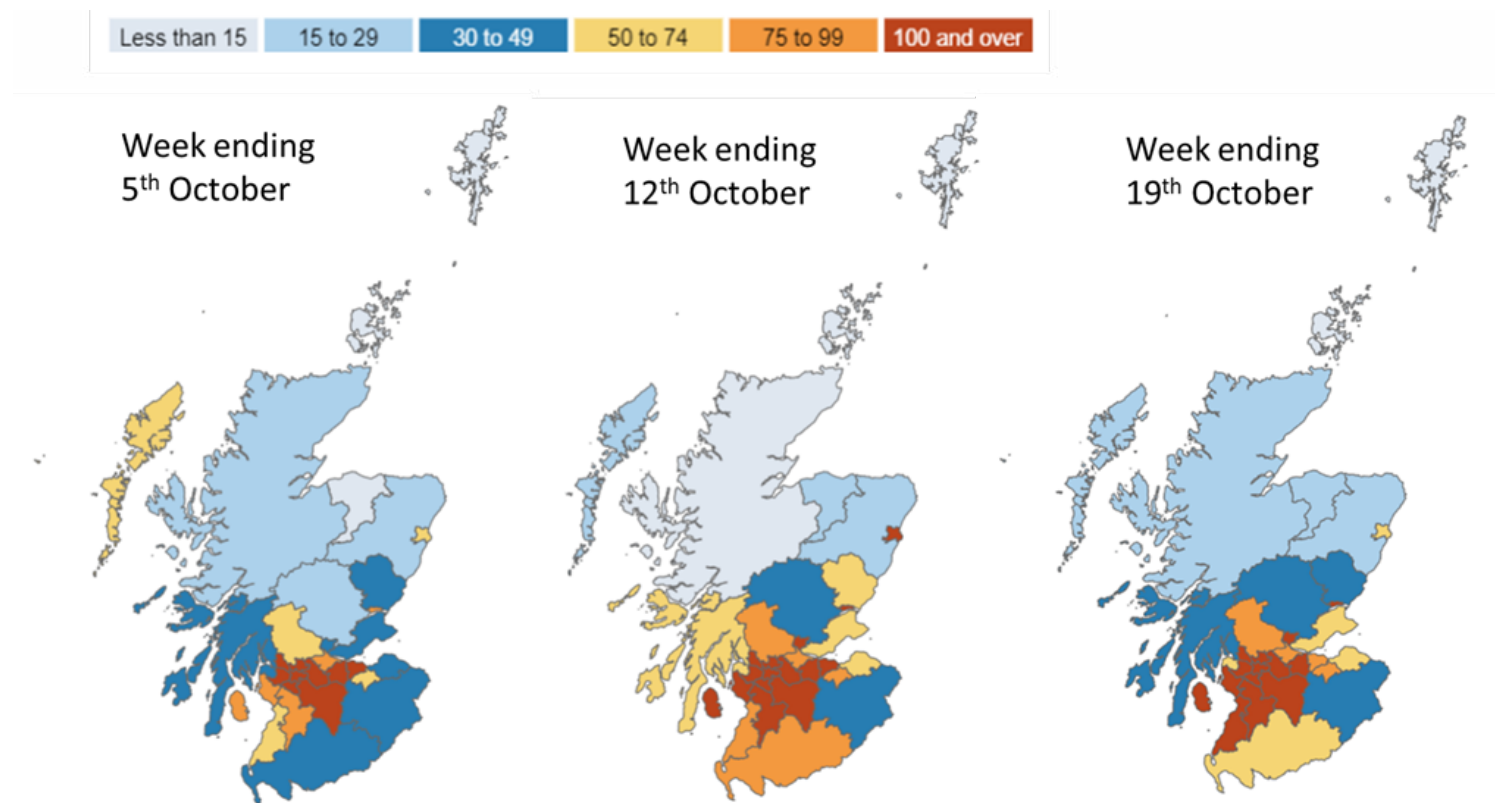 Less than 15 15 to 29 30 to 49 50 to 74 75 to 99 100 and over
Week ending
5th October
Week ending
12th October
Week ending
19th October